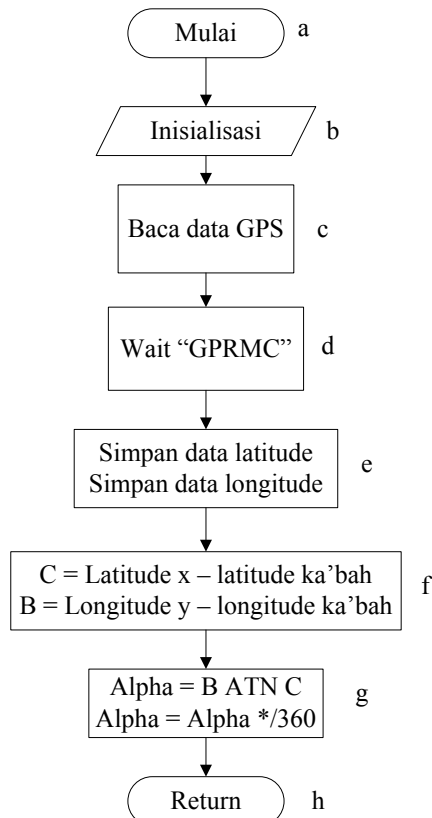 Mulai a
Inisialisasi b
Baca data GPS c
Wait “GPRMC” d
Simpan data latitude
Simpan data longitude e
C = Latitude x – latitude ka’bah
B = Longitude y – longitude ka’bah f
Alpha = B ATN C
Alpha = Alpha */360 g
Return h